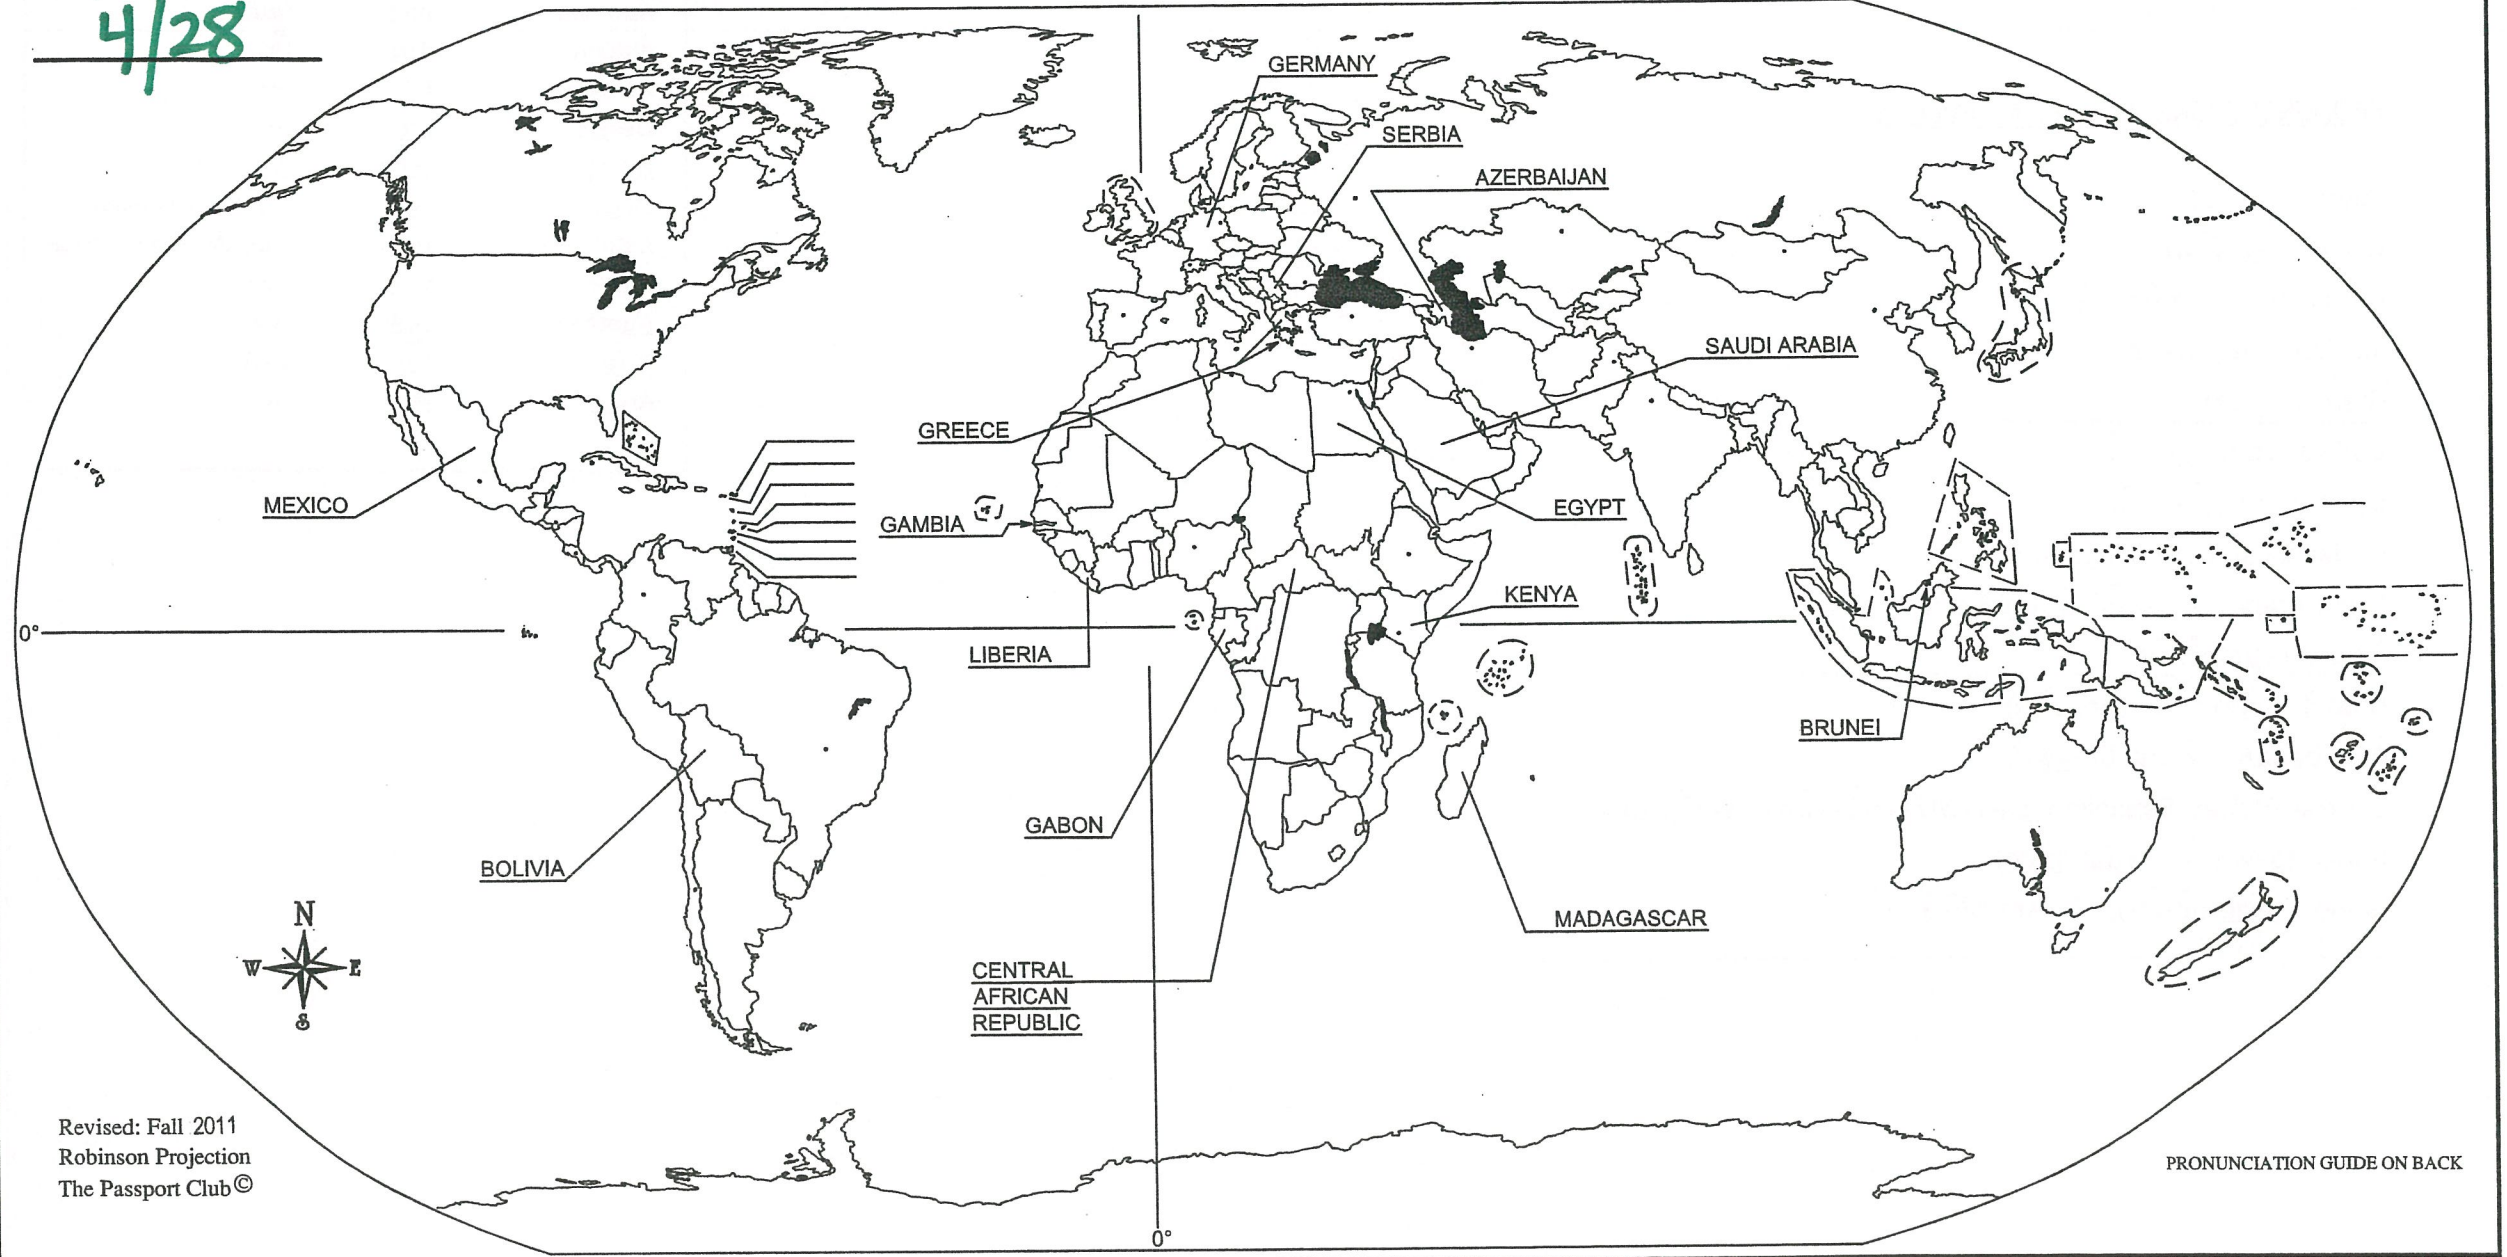 4/28
GERMANY
SERBIA
AZERBAIJAN
SAUDI ARABIA
GREECE
MEXICO
GAMBIA
EGYPT
KENYA
0°
LIBERIA
BRUNEI
GABON
BOLIVIA
MADAGASCAR
N
W E
S
CENTRAL
AFRICAN
REPUBLIC
Revised: Fall 2011
Robinson Projection
The Passport Club©
PRONUNCIATION GUIDE ON BACK
0°